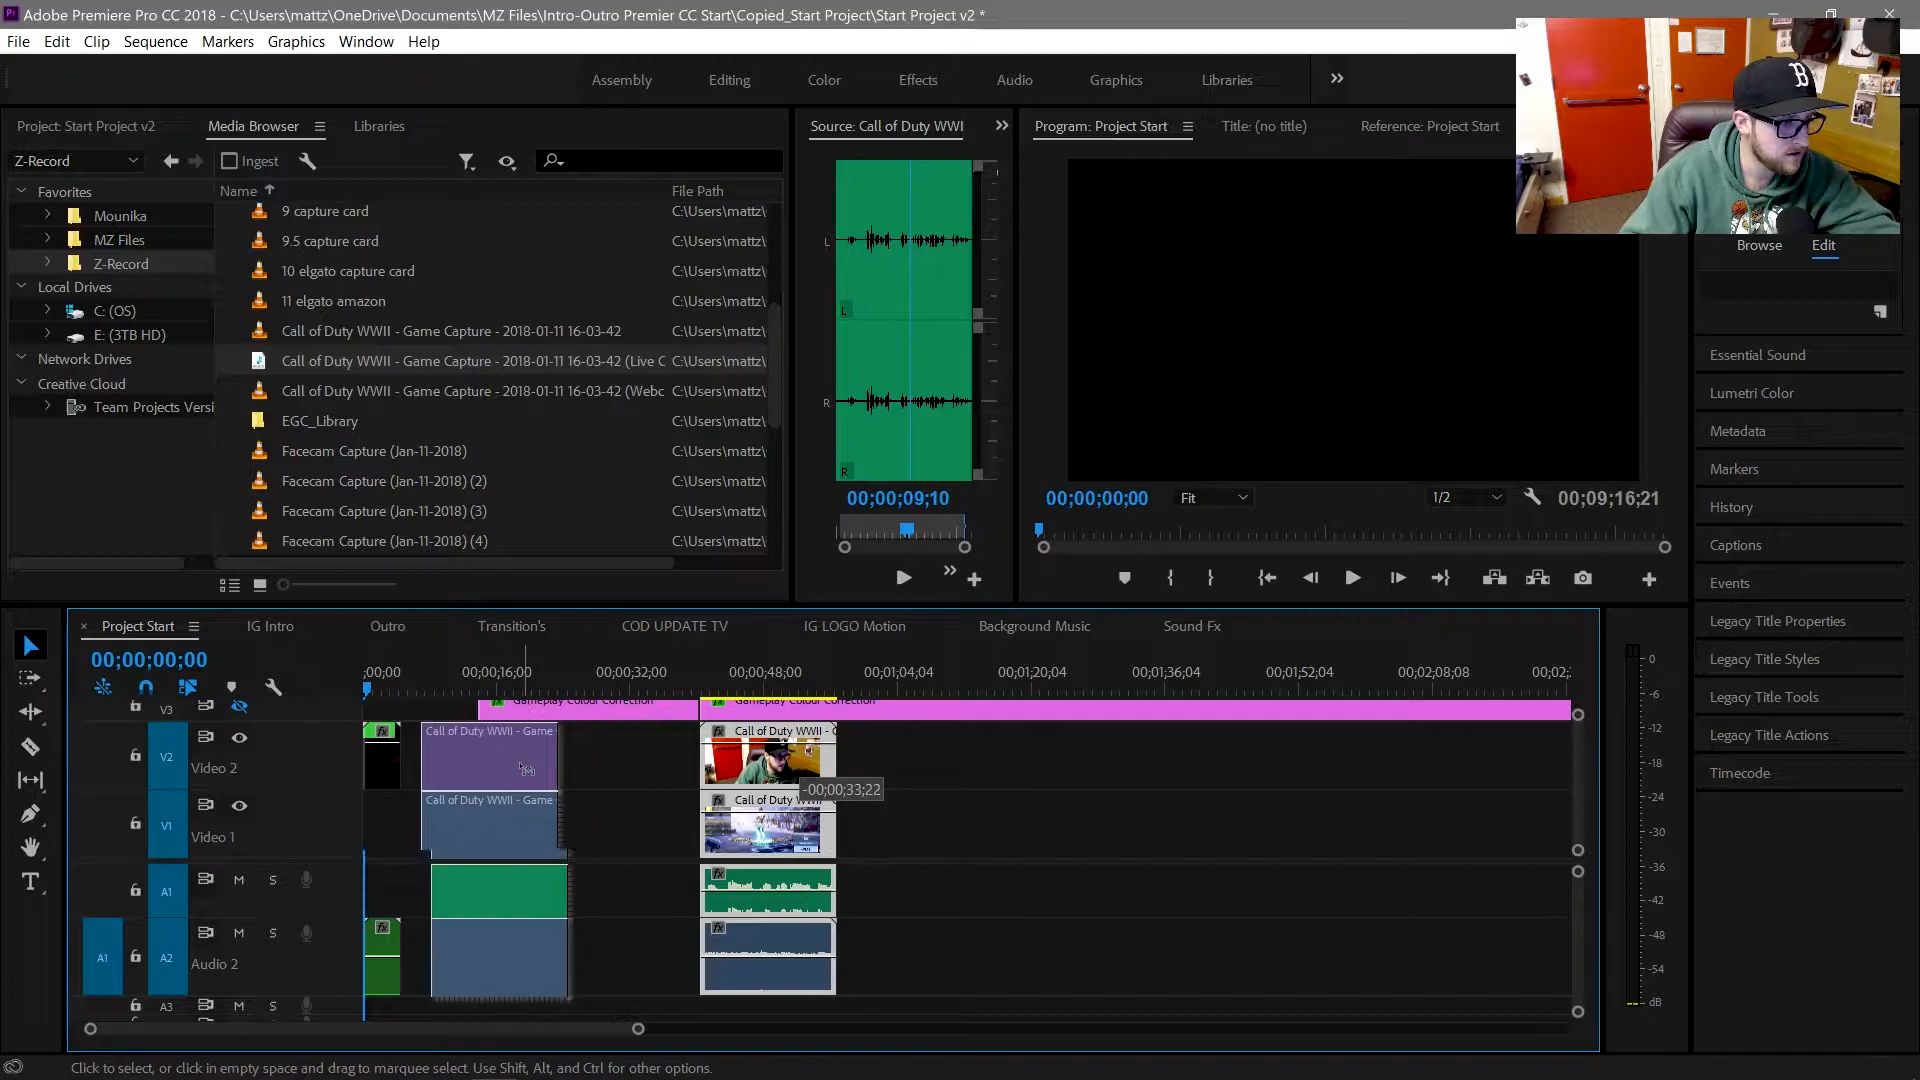 Adobe Premiere Pro CC 2018 - C:\Users\mattz\OneDrive\Documents\MZ Files\Intro-Outro Premier CC Start\Copied_Start Project\Start Project v2 *
File Edit Clip Sequence Markers Graphics Window Help
Assembly Editing Color Effects Audio Graphics Libraries
Project: Start Project v2 Media Browser Libraries
Source: Call of Duty WWI
Program: Project Start Title: (no title) Reference: Project Start
Z-Record Ingest
Name File Path
Favorites
Mounika
MZ Files
Z-Record
Local Drives
C: (OS)
E: (3TB HD)
Network Drives
Creative Cloud
Team Projects Versi
9 capture card C:\Users\mattz\
9.5 capture card C:\Users\mattz\
10 elgato capture card C:\Users\mattz\
11 elgato amazon C:\Users\mattz\
Call of Duty WWII - Game Capture - 2018-01-11 16-03-42 C:\Users\mattz\
Call of Duty WWII - Game Capture - 2018-01-11 16-03-42 (Live C C:\Users\mattz\
Call of Duty WWII - Game Capture - 2018-01-11 16-03-42 (Webc C:\Users\mattz\
EGC_Library C:\Users\mattz\
Facecam Capture (Jan-11-2018) C:\Users\mattz\
Facecam Capture (Jan-11-2018) (2) C:\Users\mattz\
Facecam Capture (Jan-11-2018) (3) C:\Users\mattz\
Facecam Capture (Jan-11-2018) (4) C:\Users\mattz\
L
L
R
R
00;00;09;10
00;00;00;00 Fit 1/2 00;09;16;21
B
Browse Edit
Essential Sound
Lumetri Color
Metadata
Markers
History
Captions
Events
Legacy Title Properties
Legacy Title Styles
Legacy Title Tools
Legacy Title Actions
Timecode
Project Start IG Intro Outro Transition's COD UPDATE TV IG LOGO Motion Background Music Sound Fx
00;00;00;00
;00;00 00;00;16;00 00;00;32;00 00;00;48;00 00;01;04;04 00;01;20;04 00;01;36;04 00;01;52;04 00;02;08;08 00;02;
V3 fx Gameplay Colour Correction fx Gameplay Colour Correction
V2 Video 2 fx Call of Duty WWII - Game fx Call of Duty WWII - G
-00;00;33;22
V1 Video 1 Call of Duty WWII - Game fx Call of Duty WWII - G
A1 M S fx
A1 A2 M S Audio 2 fx fx
A3 M S
0
-6
-12
-18
-24
-30
-36
-42
-48
-54
dB
Click to select, or click in empty space and drag to marquee select. Use Shift, Alt, and Ctrl for other options.